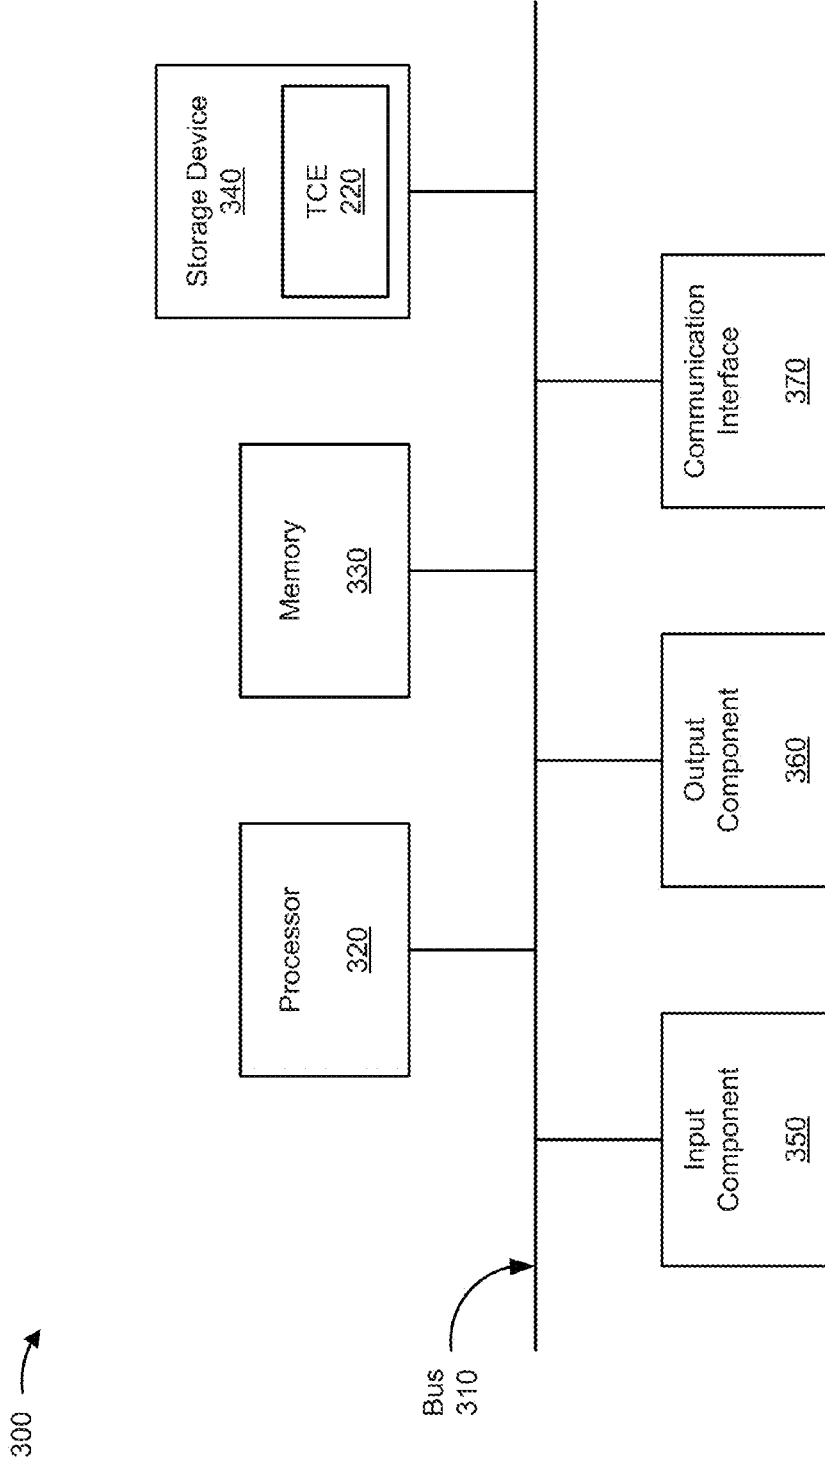 300
Bus
310
Processor
320
Memory
330
Storage Device
340
TCE
220
Input
Component
350
Output
Component
360
Communication
Interface
370